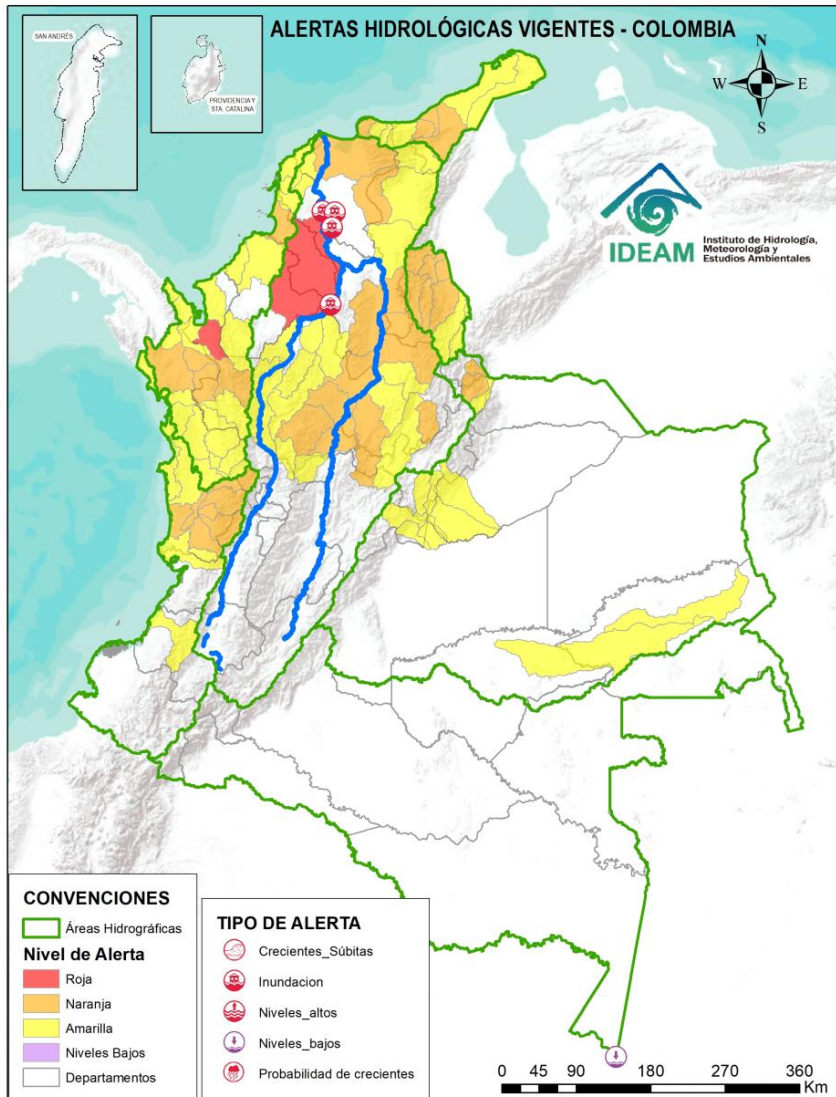 ALERTAS HIDROLÓGICAS VIGENTES - COLOMBIA
SAN ANDRÉS
PROVIDENCIA Y
STA. CATALINA
N
W
E
S
IDEAM
Instituto de Hidrología,
Meteorología y
Estudios Ambientales
CONVENCIONES
Áreas Hidrográficas
Nivel de Alerta
Roja
Naranja
Amarilla
Niveles Bajos
Departamentos
TIPO DE ALERTA
Crecientes_Súbitas
Inundacion
Niveles_altos
Niveles_bajos
Probabilidad de crecientes
0 45 90 180 270 360
Km